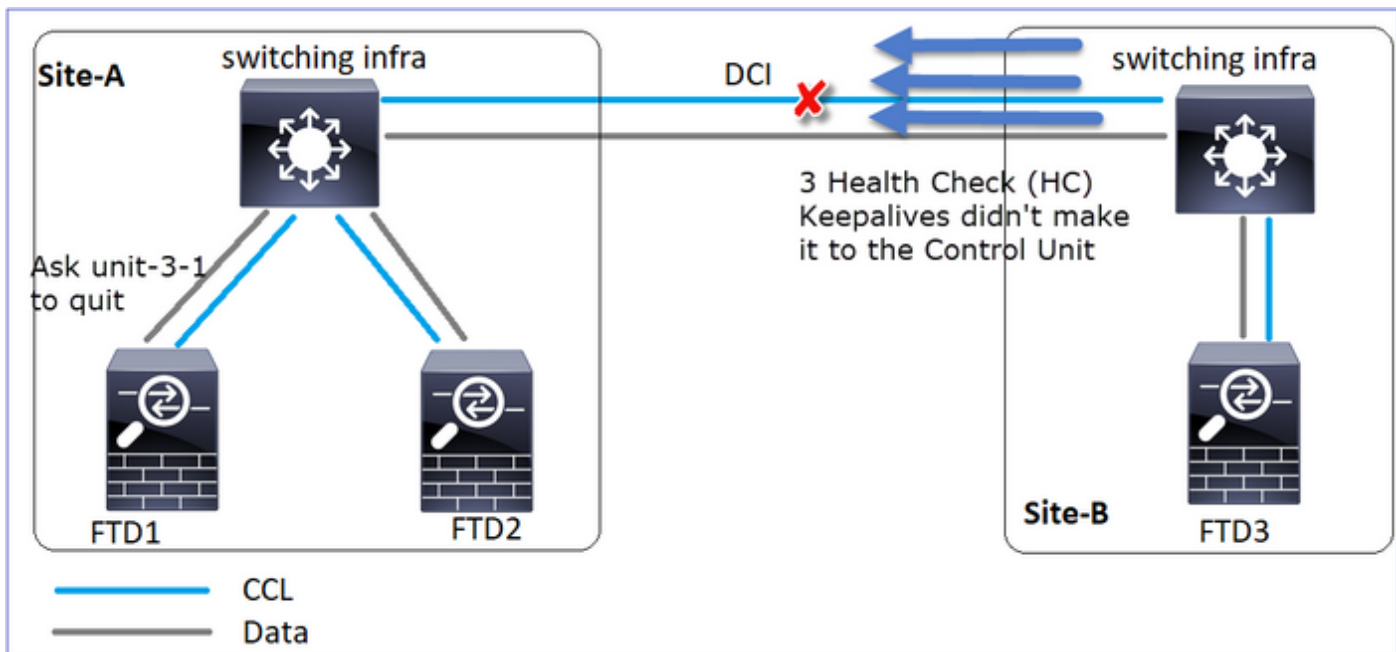 Site-A
switching infra
DCI
switching infra
3 Health Check (HC)
Keepalives didn't make
it to the Control Unit
Ask unit-3-1
to quit
FTD1
FTD2
Site-B
FTD3
CCL
Data